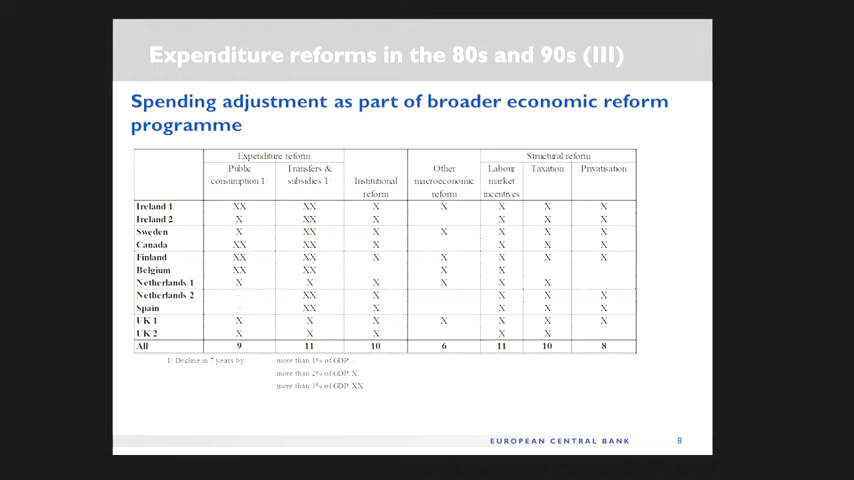 Expenditure reforms in the 80s and 90s (III)
Spending adjustment as part of broader economic reform
programme
Expenditure reform Structural reform
Public Transfers & Other Labour Taxation Privatisation
consumption 1/ subsidies 1/ Institutional macroeconomic market
reform reform incentives
Ireland 1 XX XX X X X X X
Ireland 2 X XX X X X X
Sweden X XX X X X X X
Canada XX XX X X X X
Finland XX XX X X X X X
Belgium XX XX X X
Netherlands 1 X X X X X X
Netherlands 2 - XX X X X X
Spain - XX X X X X
UK 1 X X X X X X X
UK 2 X X X X X
All 9 11 10 6 11 10 8
1/ Decline in 7 years by: more than 1% of GDP: -
more than 2% of GDP: X
more than 3% of GDP: XX
EUROPEAN CENTRAL BANK 8